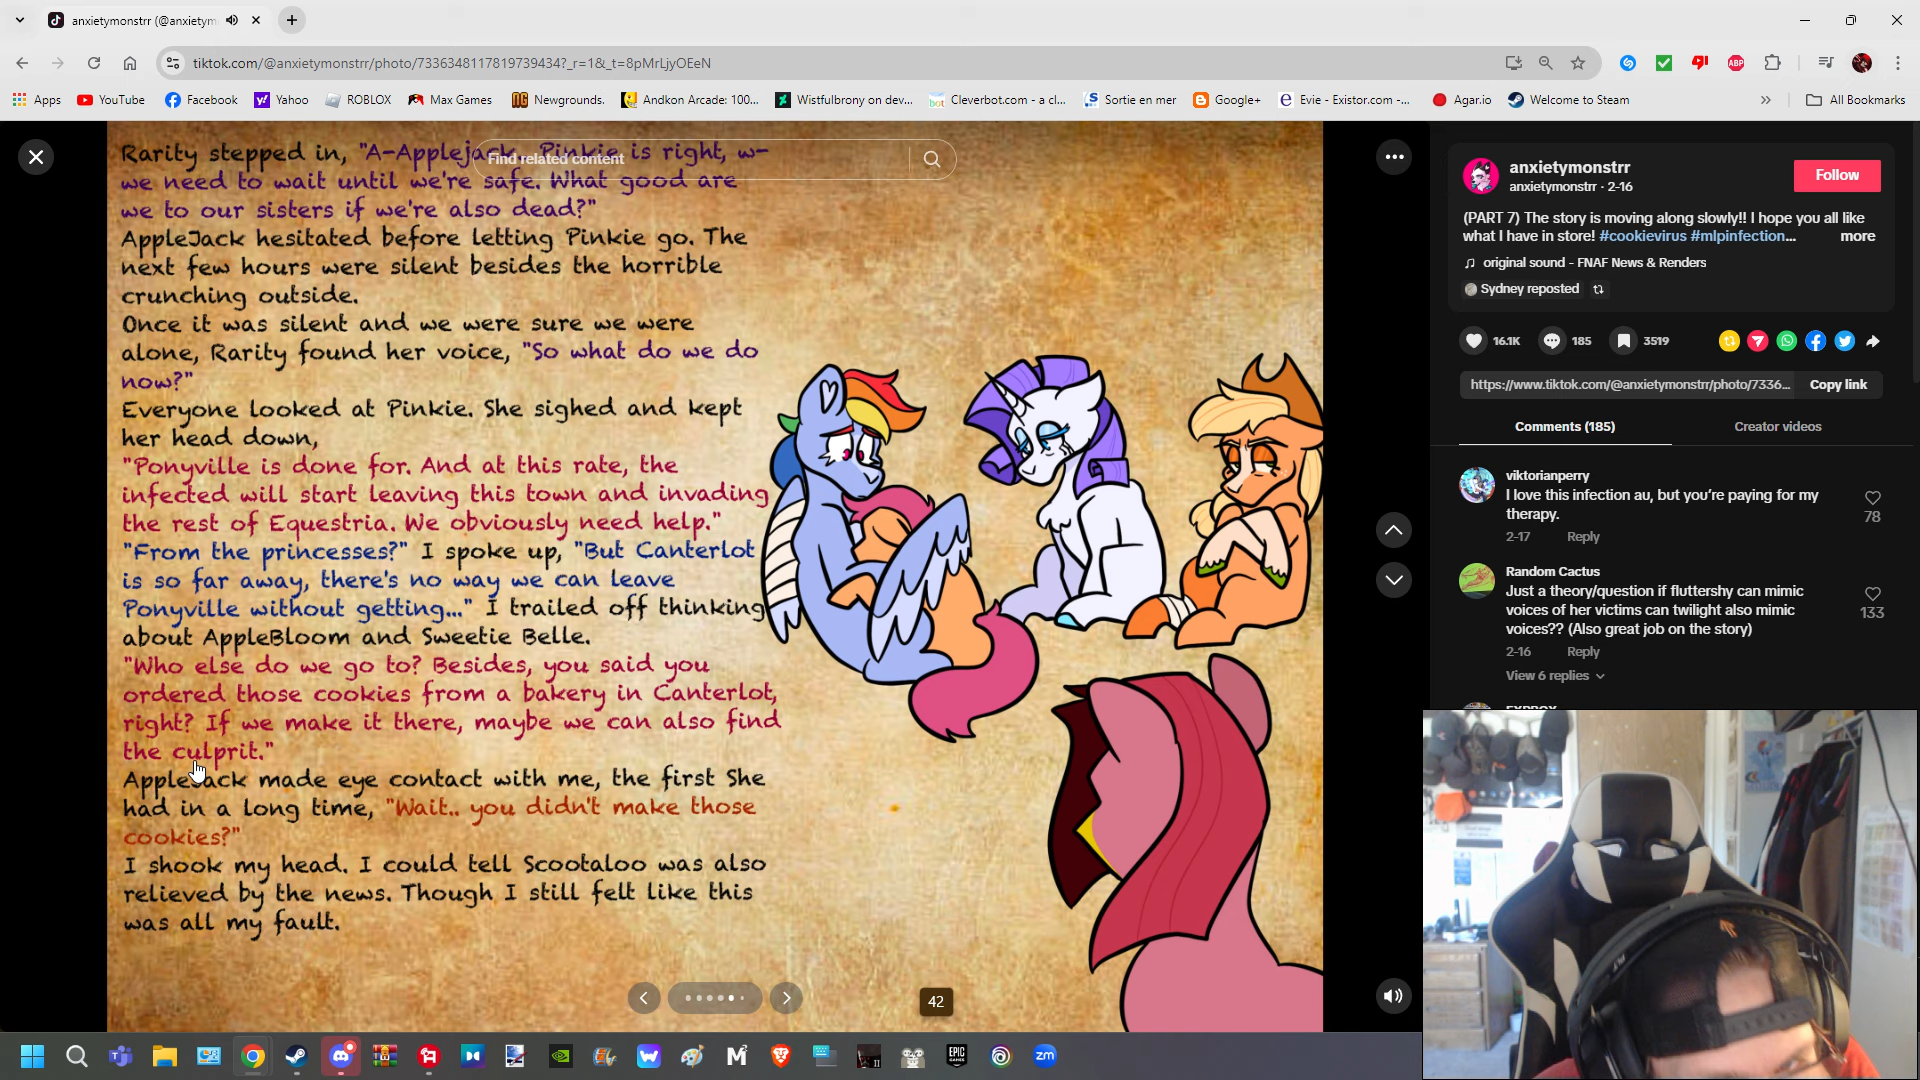 anxietymonstrr (@anxietym
tiktok.com/@anxietymonstrr/photo/7336348117819739434?_r=1&_t=8pMrLjyOEeN
Apps YouTube Facebook Yahoo ROBLOX Max Games Newgrounds. Andkon Arcade: 100... Wistfulbrony on dev... Cleverbot.com - a cl... Sortie en mer Google+ Evie - Existor.com -... Agar.io Welcome to Steam » All Bookmarks
Find related content
Rarity stepped in, "A-Applejack.. Pinkie is right, w-
we need to wait until we're safe. What good are
we to our sisters if we're also dead?"
AppleJack hesitated before letting Pinkie go. The
next few hours were silent besides the horrible
crunching outside.
Once it was silent and we were sure we were
alone, Rarity found her voice, "So what do we do
now?"
Everyone looked at Pinkie. She sighed and kept
her head down,
"Ponyville is done for. And at this rate, the
infected will start leaving this town and invading
the rest of Equestria. We obviously need help."
"From the princesses?" I spoke up, "But Canterlot
is so far away, there's no way we can leave
Ponyville without getting..." I trailed off thinking
about AppleBloom and Sweetie Belle.
"Who else do we go to? Besides, you said you
ordered those cookies from a bakery in Canterlot,
right? If we make it there, maybe we can also find
the culprit."
AppleJack made eye contact with me, the first She
had in a long time, "Wait.. you didn't make those
cookies?"
I shook my head. I could tell Scootaloo was also
relieved by the news. Though I still felt like this
was all my fault.
42
anxietymonstrr
anxietymonstrr · 2-16
Follow
(PART 7) The story is moving along slowly!! I hope you all like
what I have in store! #cookievirus #mlpinfection... more
original sound - FNAF News & Renders
Sydney reposted
16.1K 185 3519
https://www.tiktok.com/@anxietymonstrr/photo/7336... Copy link
Comments (185) Creator videos
viktorianperry
I love this infection au, but you're paying for my
therapy.
78
2-17 Reply
Random Cactus
Just a theory/question if fluttershy can mimic
voices of her victims can twilight also mimic
voices?? (Also great job on the story)
133
2-16 Reply
View 6 replies
ABP
EPIC
GAMES
zm